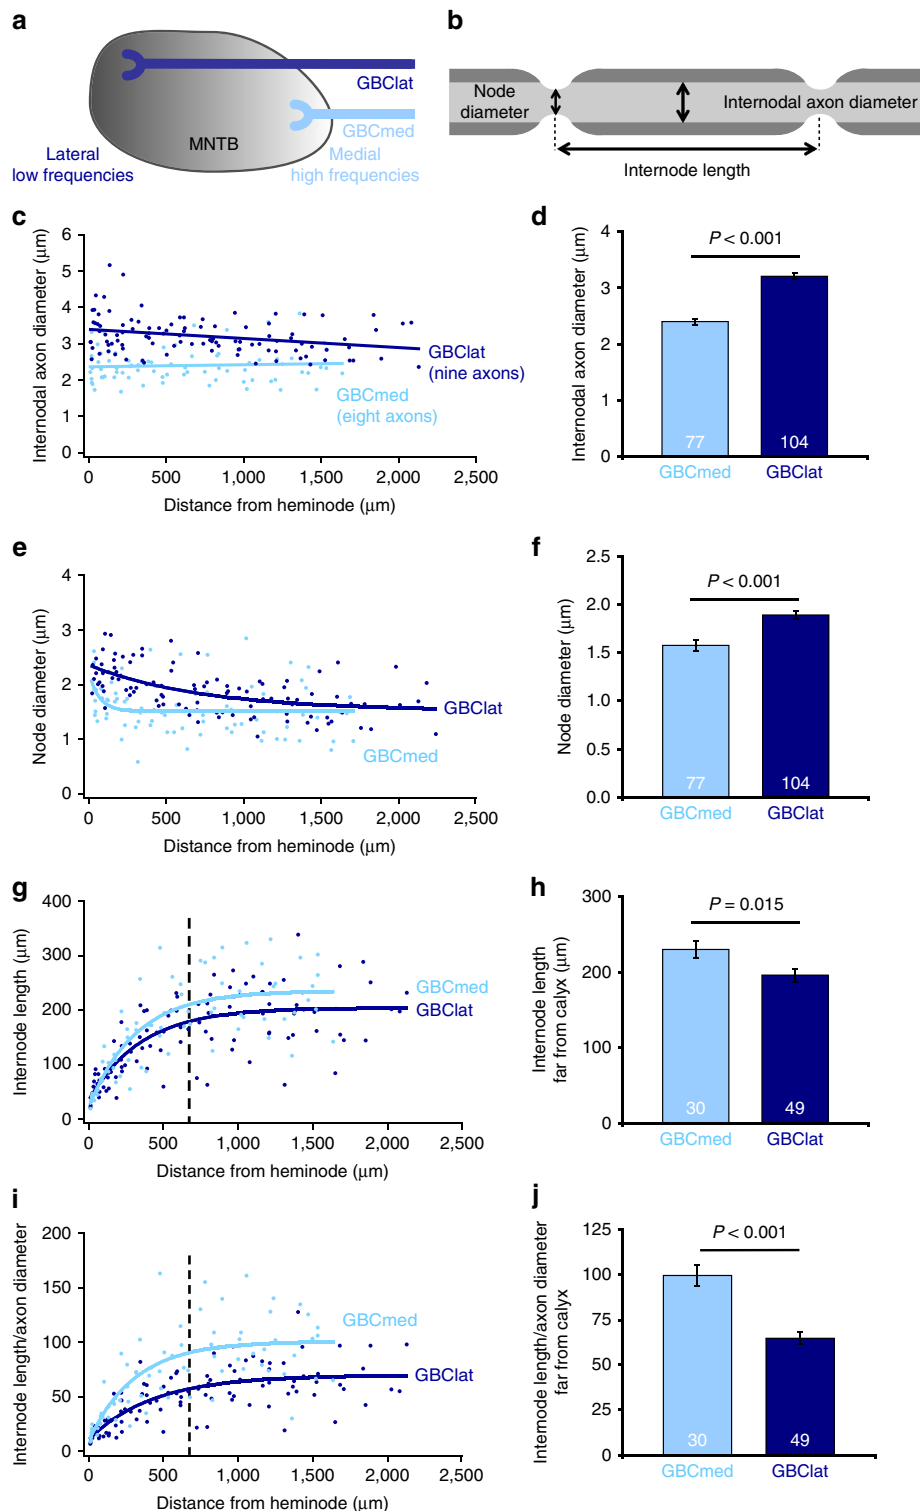 a
GBClat
GBCmed
MNTB
Lateral
low frequencies
Medial
high frequencies
b
Node
diameter
Internodal axon diameter
Internode length
c
Internodal axon diameter (µm)
6
5
4
3
2
1
0
GBClat
(nine axons)
GBCmed
(eight axons)
0
500
1,000
1,500
2,000
2,500
Distance from heminode (µm)
d
Internodal axon diameter (µm)
4
3
2
1
0
P < 0.001
77
104
GBCmed
GBClat
e
Node diameter (µm)
4
3
2
1
0
GBClat
GBCmed
0
500
1,000
1,500
2,000
2,500
Distance from heminode (µm)
f
Node diameter (µm)
2.5
2.0
1.5
1.0
0.5
0.0
P < 0.001
77
104
GBCmed
GBClat
g
Internode length (µm)
400
300
200
100
0
GBCmed
GBClat
0
500
1,000
1,500
2,000
2,500
Distance from heminode (µm)
h
Internode length
far from calyx (µm)
300
200
100
0
P = 0.015
30
49
GBCmed
GBClat
i
Internode length/axon diameter
200
150
100
50
0
GBCmed
GBClat
0
500
1,000
1,500
2,000
2,500
Distance from heminode (µm)
j
Internode length/axon diameter
far from calyx
125
100
75
50
25
0
P < 0.001
30
49
GBCmed
GBClat